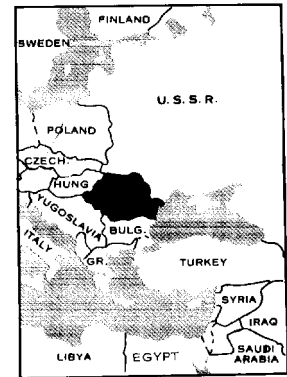 FINLAND
SWEDEN
U. S. S. R.
POLAND
CZECH.
HUNG
YUGOSLAVIA
ITALY
BULG.
GR.
TURKEY
SYRIA
IRAQ
SAUDI
ARABIA
LIBYA
EGYPT